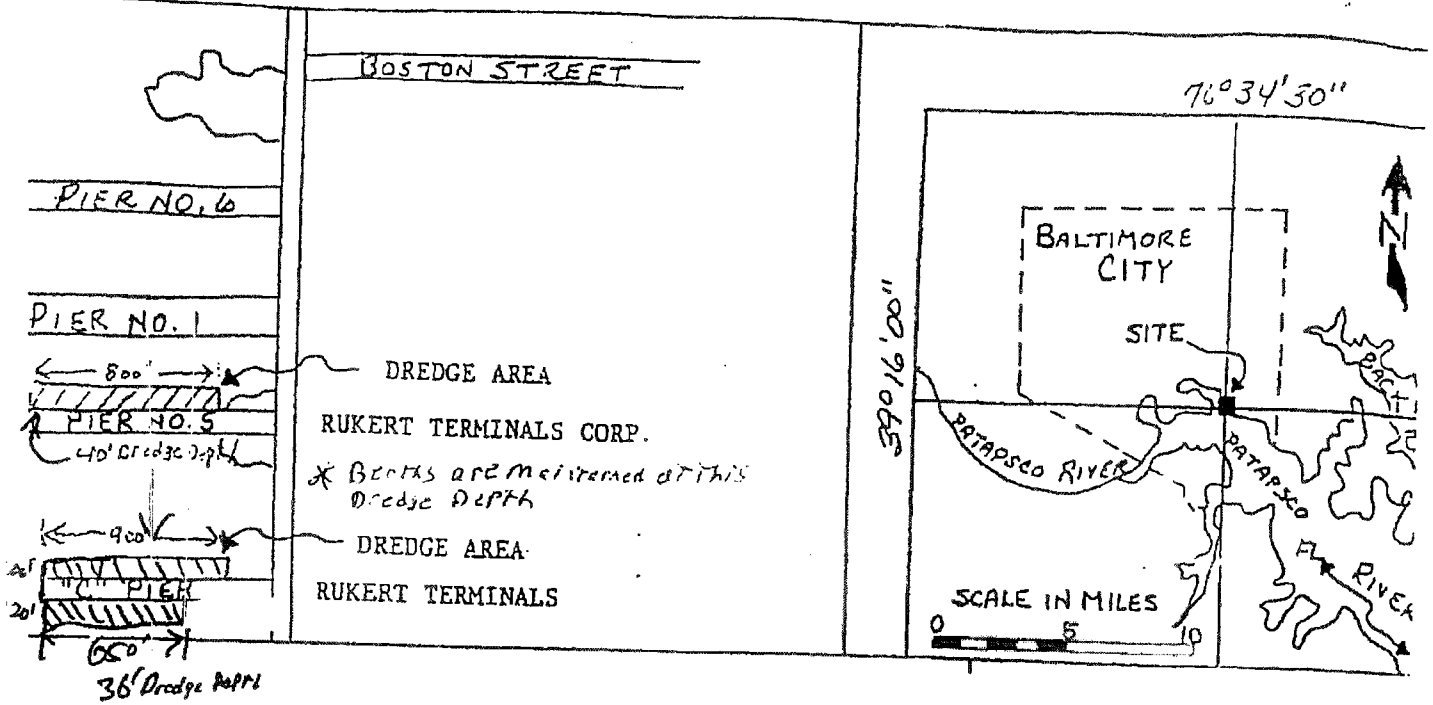 BOSTON STREET
PIER NO. 6
PIER NO. 1
800'
DREDGE AREA
PIER NO. 5
RUKERT TERMINALS CORP.
40' Dredge Depth
* Berths are Maintained at This
Dredge Depth
900'
DREDGE AREA
"C" PIER
20'
RUKERT TERMINALS
650'
36' Dredge Depth
76°34'30"
39°16'00"
BALTIMORE
CITY
N
SITE
PATAPSCO RIVER
PATAPSCO
RIVER
SCALE IN MILES
0 5 10